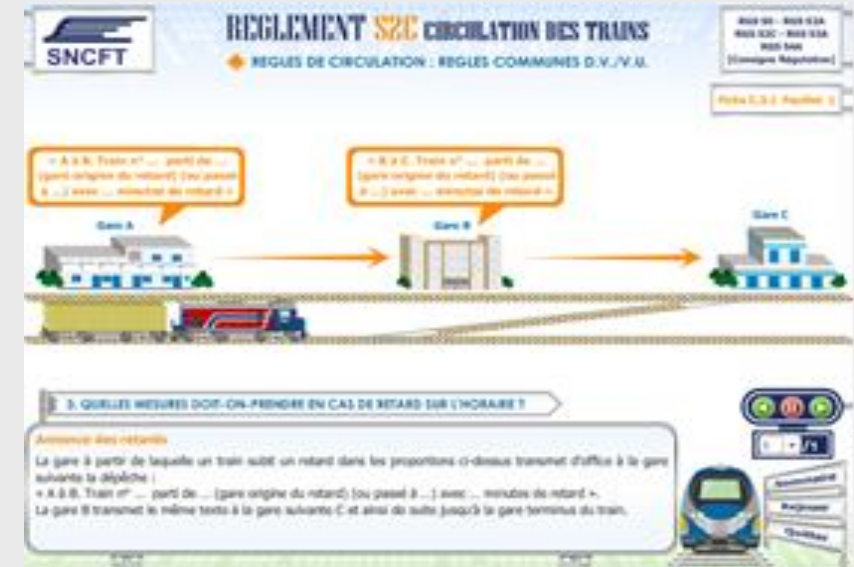 SNCFT
REGLEMENT S2C CIRCULATION DES TRAINS
REGLES DE CIRCULATION : REGLES COMMUNES D.V./V.U.
[Consigne Régulation]
« A à B. Train n° ... parti de ...
(gare origine du retard) (ou passé
à ...) avec ... minutes de retard »
« B à C. Train n° ... parti de ...
(gare origine du retard) (ou passé
à ...) avec ... minutes de retard »
Gare A
Gare B
Gare C
3. QUELLES MESURES DOIT-ON-PRENDRE EN CAS DE RETARD SUR L'HORAIRE ?
Annonce des retards
La gare à partir de laquelle un train subit un retard dans les proportions ci-dessus transmet d'office à la gare
suivante la dépêche :
« A à B. Train n° ... parti de ... (gare origine du retard) (ou passé à ...) avec ... minutes de retard ».
La gare B transmet le même texte à la gare suivante C et ainsi de suite jusqu'à la gare terminus du train.
Sommaire
Quitter